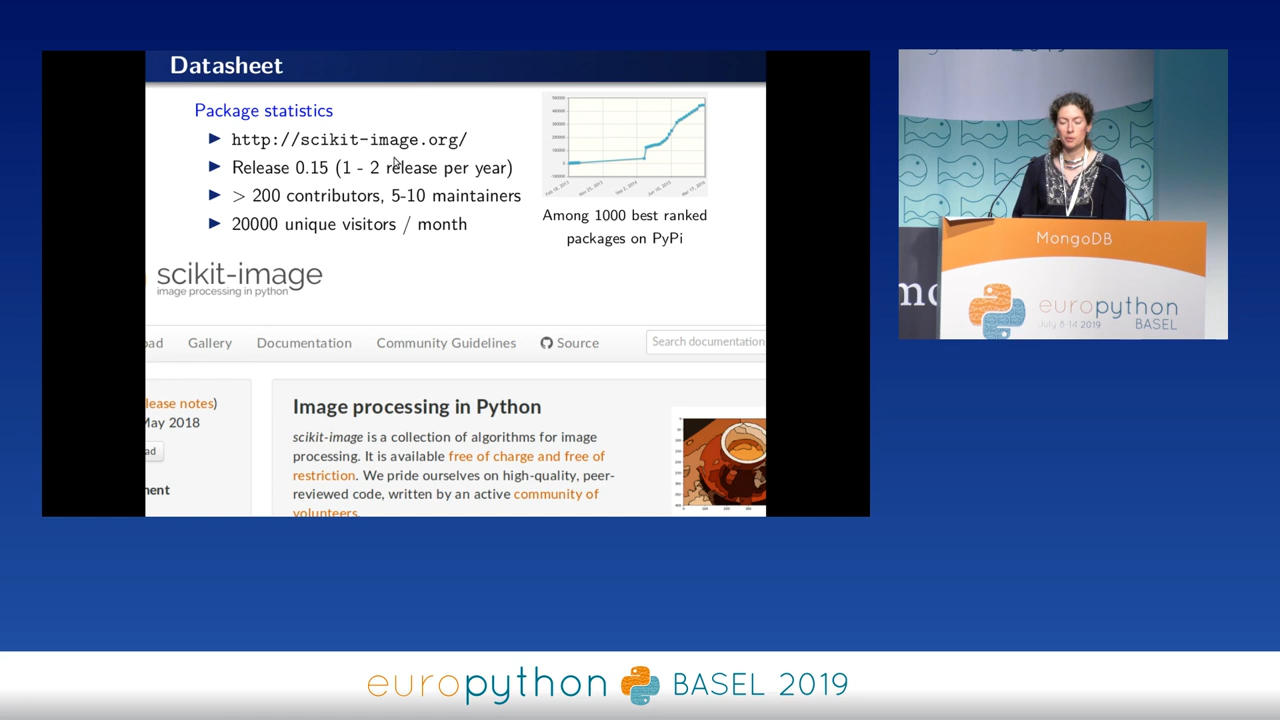 Datasheet
Package statistics
http://scikit-image.org/
Release 0.15 (1 - 2 release per year)
> 200 contributors, 5-10 maintainers
20000 unique visitors / month
Among 1000 best ranked
packages on PyPi
scikit-image
image processing in python
oad Gallery Documentation Community Guidelines Source Search documentation
lease notes)
May 2018
ad
ment
Image processing in Python
scikit-image is a collection of algorithms for image
processing. It is available free of charge and free of
restriction. We pride ourselves on high-quality, peer-
reviewed code, written by an active community of
volunteers.
2019
MongoDB
europython
July 8-14 2019 BASEL
europython BASEL 2019